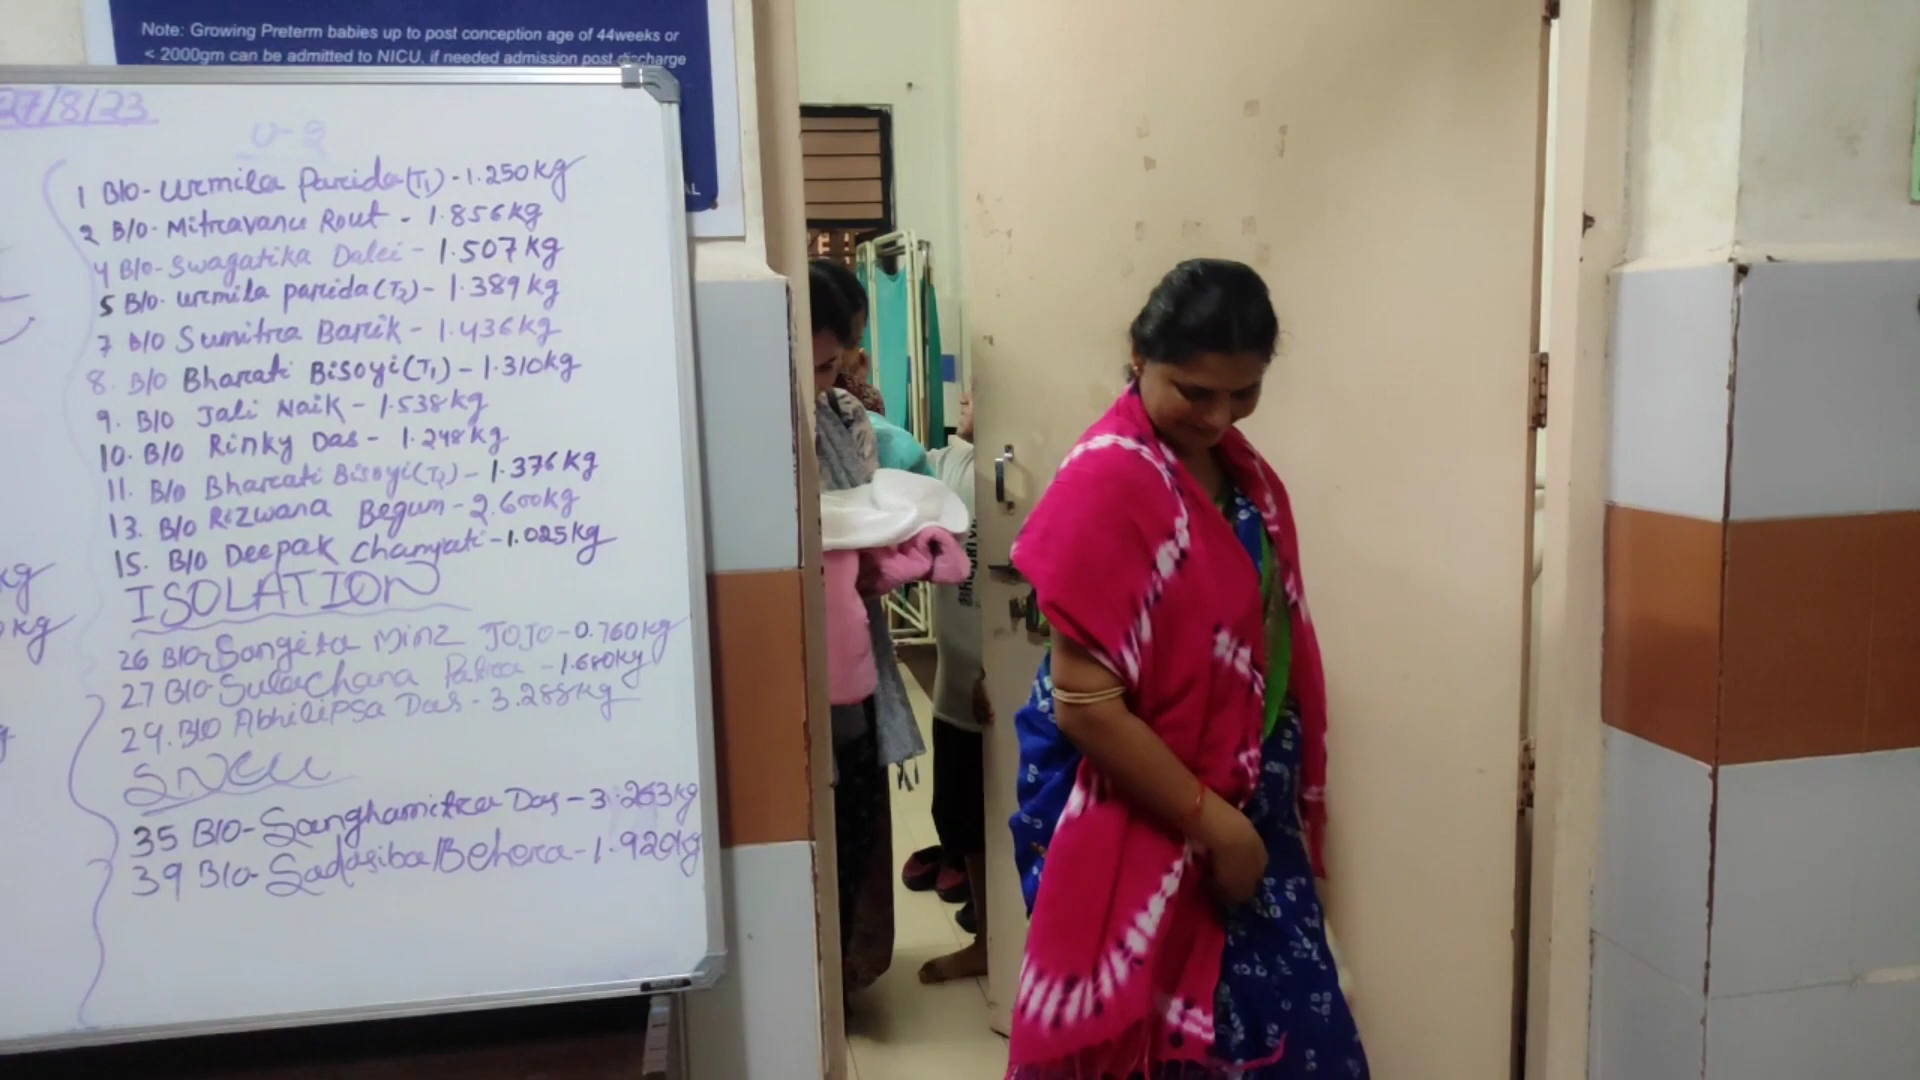 Note: Growing Preterm babies up to post conception age of 44weeks or
< 2000gm can be admitted to NICU, if needed admission post discharge
27/8/23
U-2
1 B/O- Urmila Parida (T1) - 1.250kg
2 B/O- Mitravanu Rout - 1.856kg
4 B/O- Swagatika Dalei - 1.507kg
5 B/O- urmila parida (T2) - 1.389kg
7 B/O Sumitra Barik - 1.436kg
8. B/O Bharati Bisoyi (T1) - 1.310kg
9. B/O Jali Naik - 1.538kg
10. B/O Rinky Das - 1.248kg
11. B/O Bharati Bisoyi (T2) - 1.376kg
13. B/O Rizwana Begum - 2.600kg
15. B/O Deepak - 1.025kg
ISOLATION
26 B/O- Sangita Minz JOJO - 0.760kg
27 B/O- Sulachana - 1.680kg
29. B/O Abhilipsa Das - 3.288kg
SNCU
35 B/O- Sanghamitra Das - 3.263kg
39 B/O- Sadasiba Behera - 1.920kg
kg
kg